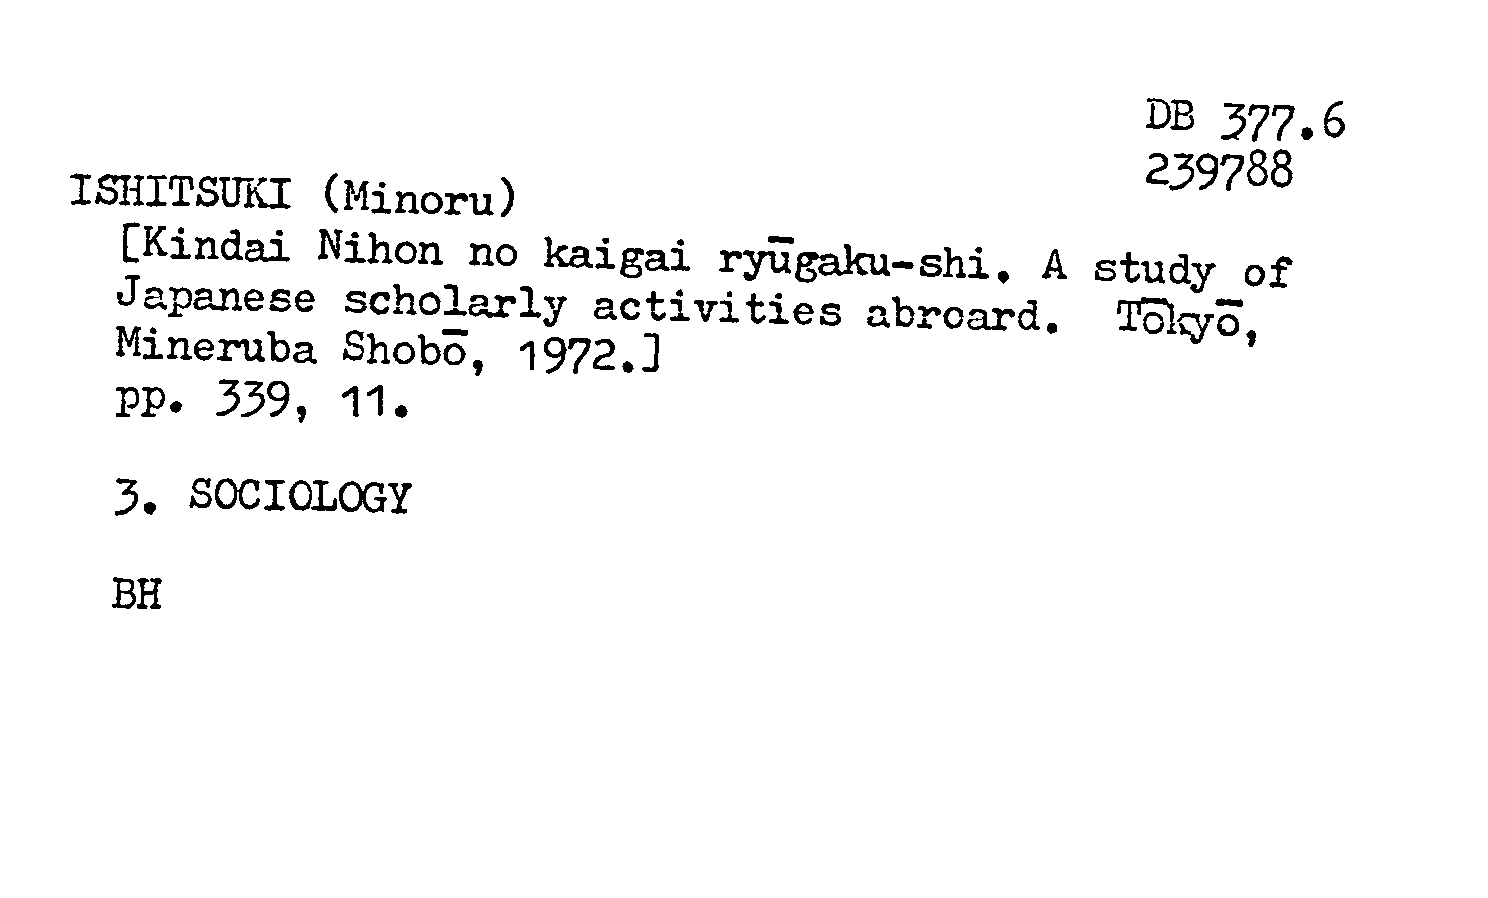 DB 377.6
239788
ISHITSUKI (Minoru)
[Kindai Nihon no kaigai ryūgaku-shi. A study of
Japanese scholarly activities abroard. Tōkyō,
Mineruba Shobō, 1972.]
pp. 339, 11.
3. SOCIOLOGY
BH